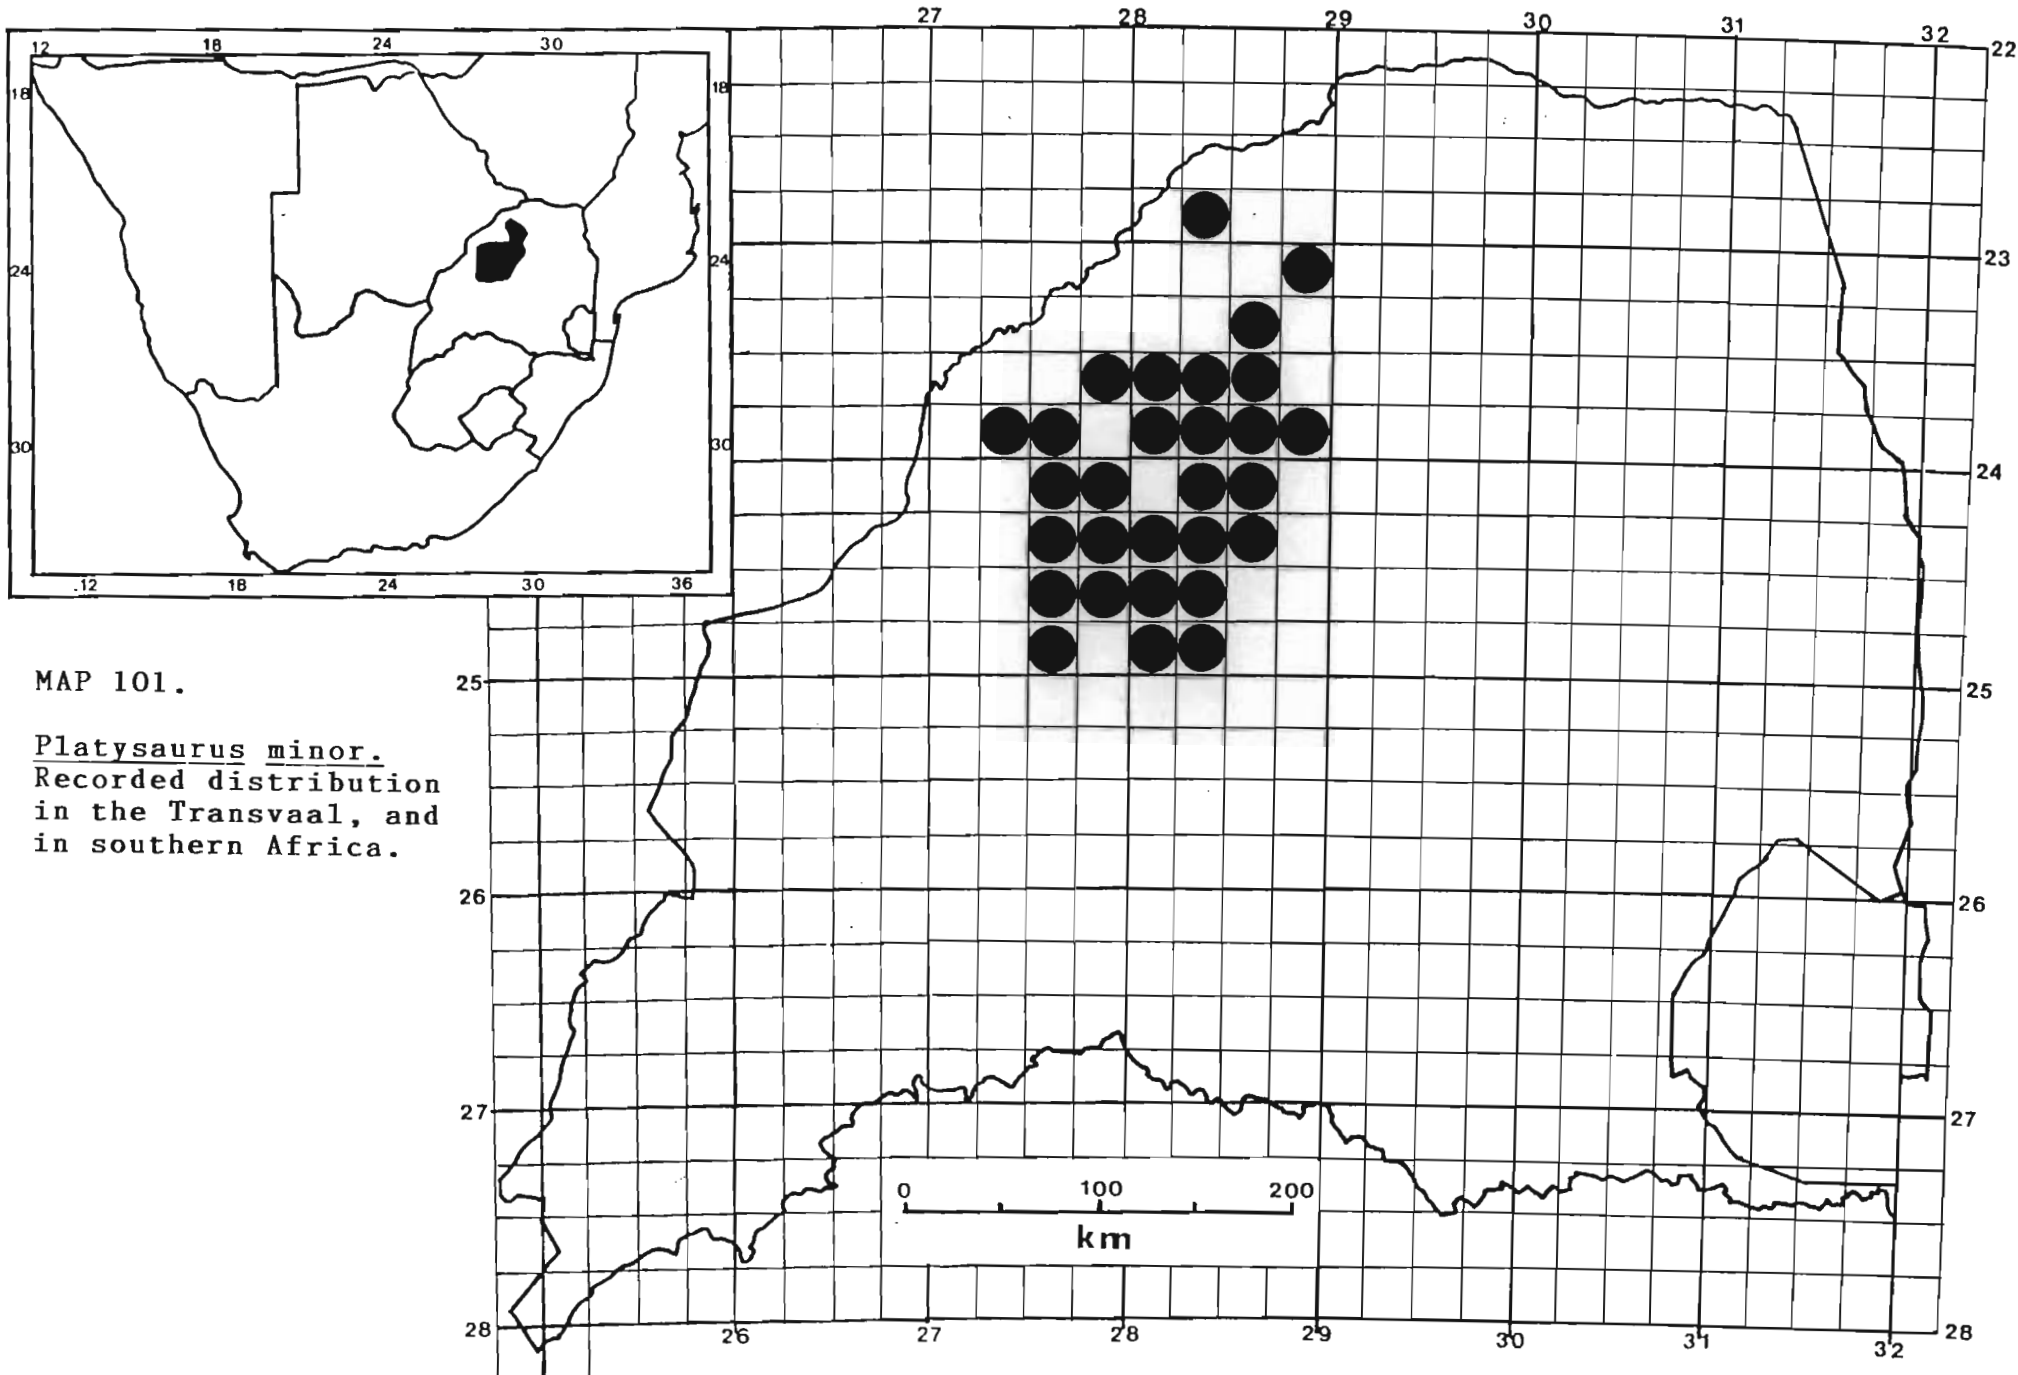 27 28 29 30 31 32
22
12 18 24 30
18 18
24 24
30 30
.12 18 24 30 36
23
24
MAP 101.
25 25
Platysaurus minor.
Recorded distribution
in the Transvaal, and
in southern Africa.
26 26
27 27
0 100 200
km
28 28
26 27 28 29 30 31 32